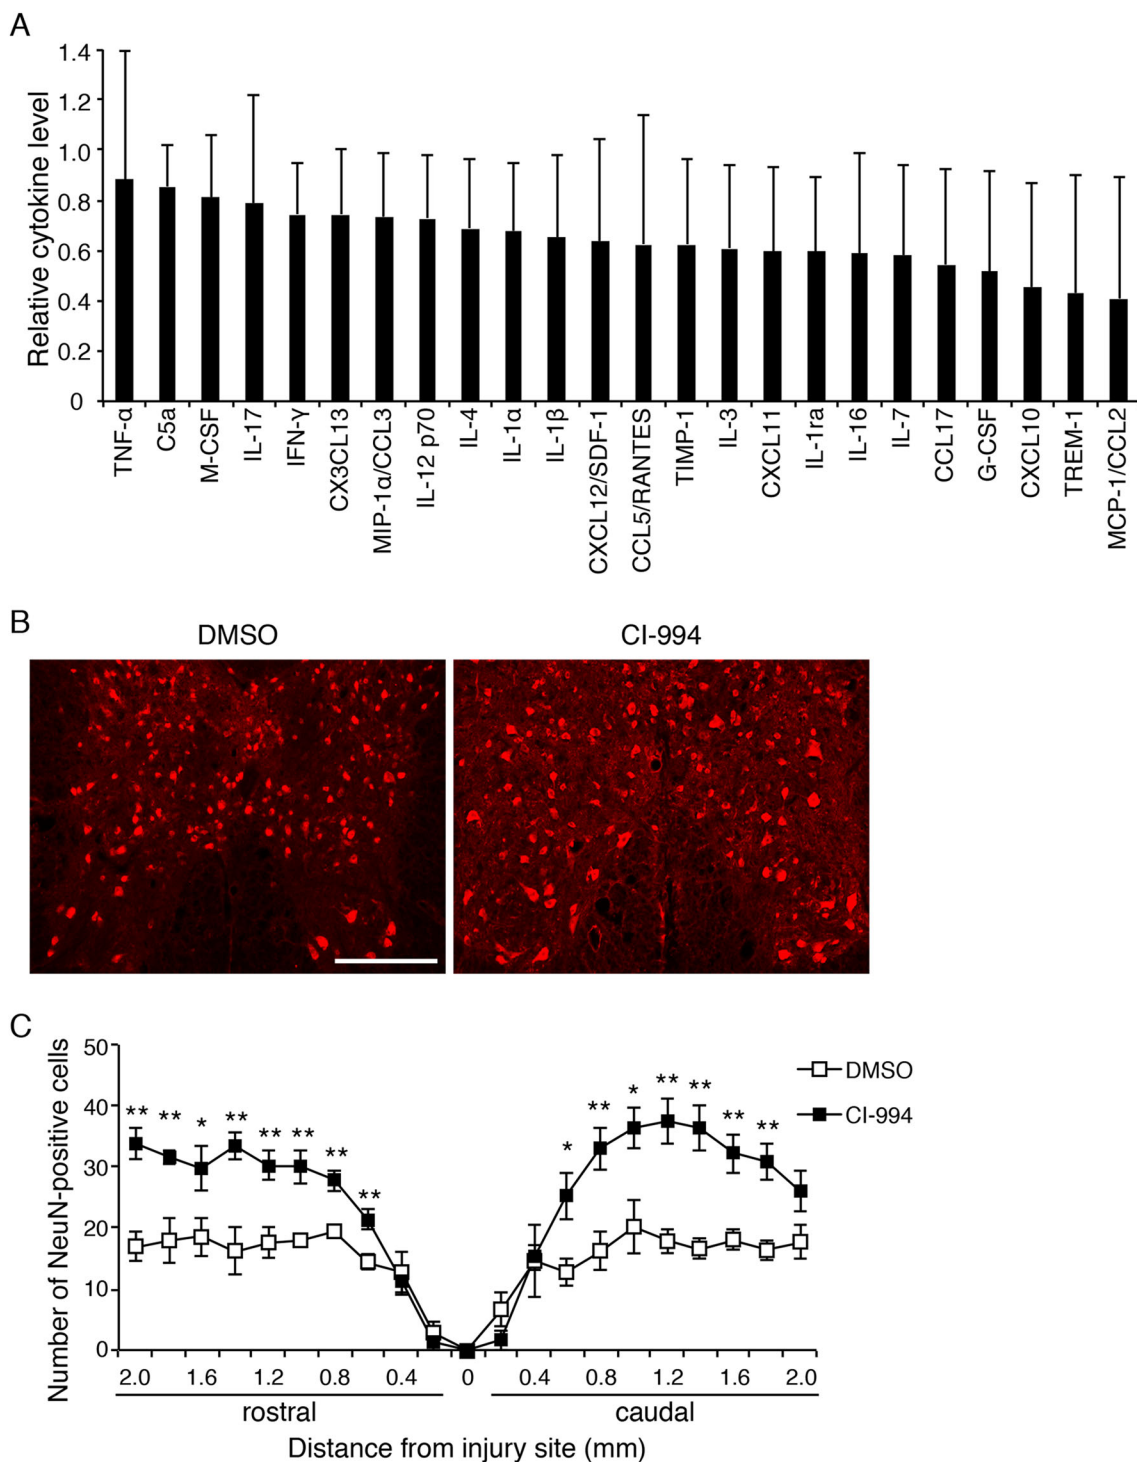 A
Relative cytokine level
1.4
1.2
1.0
0.8
0.6
0.4
0.2
0
TNF-α
C5a
M-CSF
IL-17
IFN-γ
CX3CL13
MIP-1α/CCL3
IL-12 p70
IL-4
IL-1α
IL-1β
CXCL12/SDF-1
CCL5/RANTES
TIMP-1
IL-3
CXCL11
IL-1ra
IL-16
IL-7
CCL17
G-CSF
CXCL10
TREM-1
MCP-1/CCL2
B
DMSO CI-994
C
Number of NeuN-positive cells
50
40
30
20
10
0
** ** * ** ** ** ** ** * ** * ** ** ** **
DMSO
CI-994
2.0 1.6 1.2 0.8 0.4 0 0.4 0.8 1.2 1.6 2.0
rostral caudal
Distance from injury site (mm)